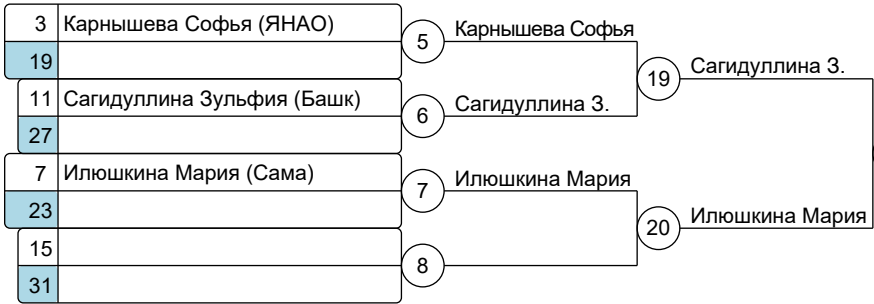 3 Карнышева Софья (ЯНАО)
19
11 Сагидуллина Зульфия (Башк)
27
7 Илюшкина Мария (Сама)
23
15
31
5 Карнышева Софья
6 Сагидуллина З.
7 Илюшкина Мария
8
19 Сагидуллина З.
20 Илюшкина Мария